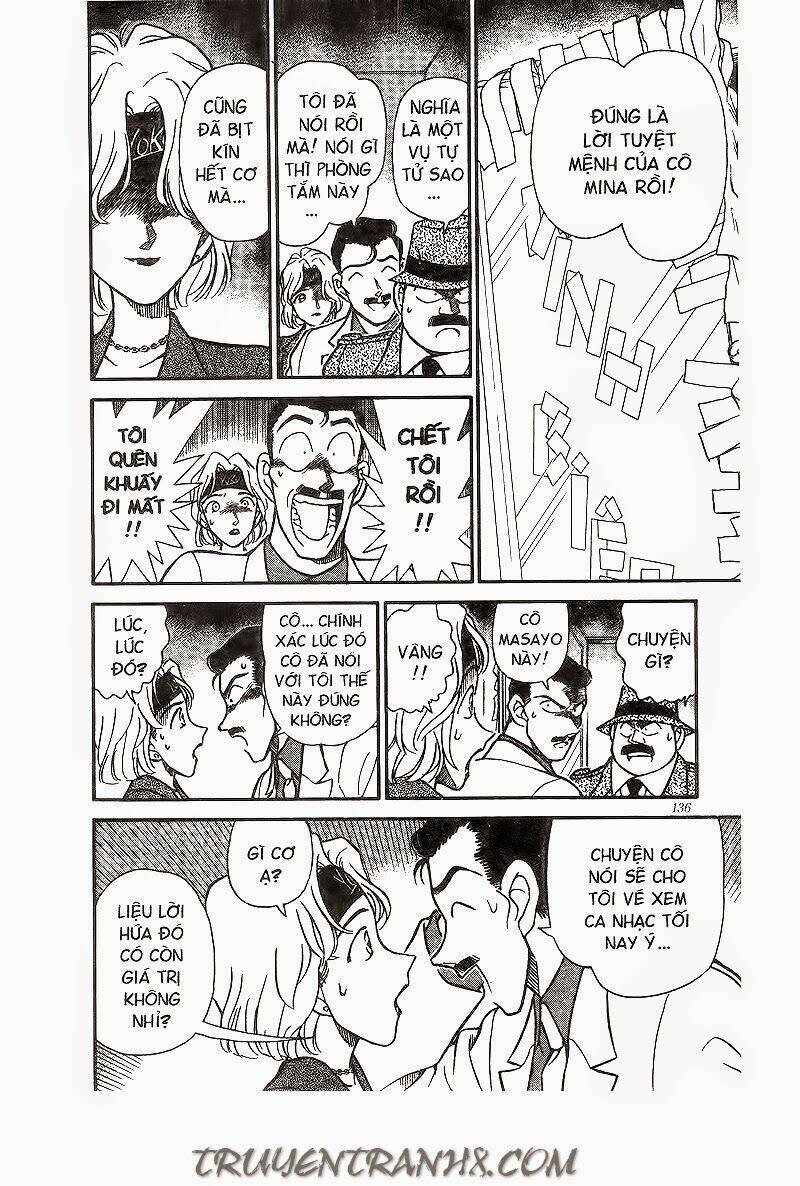 ĐÚNG LÀ
LỜI TUYỆT
MỆNH CỦA CÔ
MINA RỒI!
NGHĨA
LÀ MỘT
VỤ TỰ
TỬ SAO
...
TÔI ĐÃ
NÓI RỒI
MÀ! NÓI GÌ
THÌ PHÒNG
TẮM NÀY
...
CŨNG
ĐÃ BỊT
KÍN
HẾT CƠ
MÀ...
YOK
MINH
CHẾT
TÔI
RỒI
!!
TÔI
QUÊN
KHUẤY
ĐI MẤT
!!
CHUYỆN
GÌ?
CÔ
MASAYO
NÀY!
VÂNG
!!
CÔ... CHÍNH
XÁC LÚC ĐÓ
CÔ ĐÃ NÓI
VỚI TÔI THẾ
NÀY ĐÚNG
KHÔNG?
LÚC,
LÚC
ĐÓ?
136
CHUYỆN CÔ
NÓI SẼ CHO
TÔI VÉ XEM
CA NHẠC TỐI
NAY Ý...
GÌ CƠ
Ạ?
LIỆU LỜI
HỨA ĐÓ
CÓ CÒN
GIÁ TRỊ
KHÔNG
NHỈ?
TRUYENTRANH8.COM